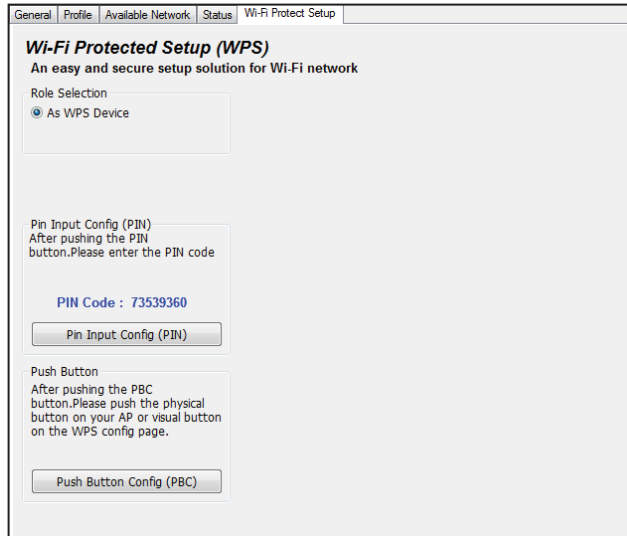 General Profile Available Network Status Wi-Fi Protect Setup
Wi-Fi Protected Setup (WPS)
An easy and secure setup solution for Wi-Fi network
Role Selection
As WPS Device
Pin Input Config (PIN)
After pushing the PIN
button.Please enter the PIN code
PIN Code : 73539360
Pin Input Config (PIN)
Push Button
After pushing the PBC
button.Please push the physical
button on your AP or visual button
on the WPS config page.
Push Button Config (PBC)